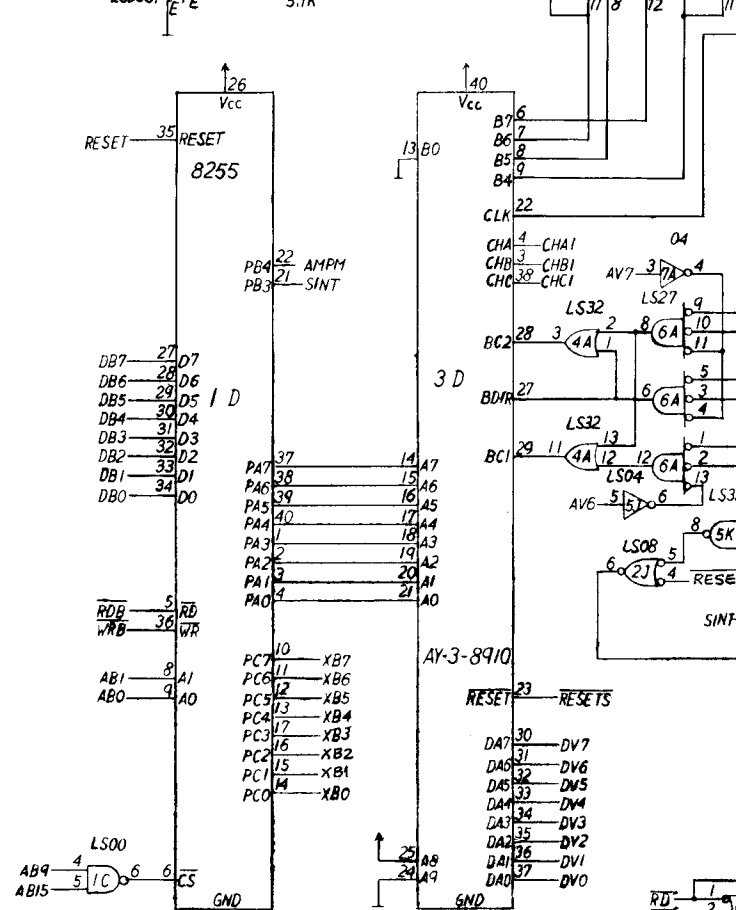 5.1K
11 8 12 11
26
Vcc
RESET 35 RESET
8255
22
PB4 AMPM
21
PB3 SINT
DB7 27 D7
DB6 28 D6
DB5 29 D5
DB4 30 D4
DB3 31 D3
DB2 32 D2
DB1 33 D1
DB0 34 D0
1D
PA7 37
PA6 38
PA5 39
PA4 40
PA3 1
PA2 2
PA1 3
PA0 4
RDB 5 RD
WRB 36 WR
AB1 8 A1
AB0 9 A0
PC7 10 XB7
PC6 11 XB6
PC5 12 XB5
PC4 13 XB4
PC3 17 XB3
PC2 16 XB2
PC1 15 XB1
PC0 14 XB0
LS00
AB9 4
AB15 5
1C 6 6 CS
GND
40
Vcc
13 B0
B7 6
B6 7
B5 8
B4 9
CLK 22
CHA 4 CHA1
CHB 3 CHB1
CHC 38 CHC1
BC2 28
3D
BDIR 27
BC1 29
14 A7
15 A6
16 A5
17 A4
18 A3
19 A2
20 A1
21 A0
AY-3-8910
RESET 23 RESETS
DA7 30 DV7
DA6 31 DV6
DA5 32 DV5
DA4 33 DV4
DA3 34 DV3
DA2 35 DV2
DA1 36 DV1
DA0 37 DV0
25 A8
24 A9
GND
04
AV7 3 7A 4
LS32
3 4A 2 1
LS27
8 6A 9 10 11
6 6A 5 3 4
LS32
11 4A 13 12
12 6A 1 2 13
LS04
AV6 5 5J 6
8 5K
LS08
6 2J 5 4
SINT
RD 1 2